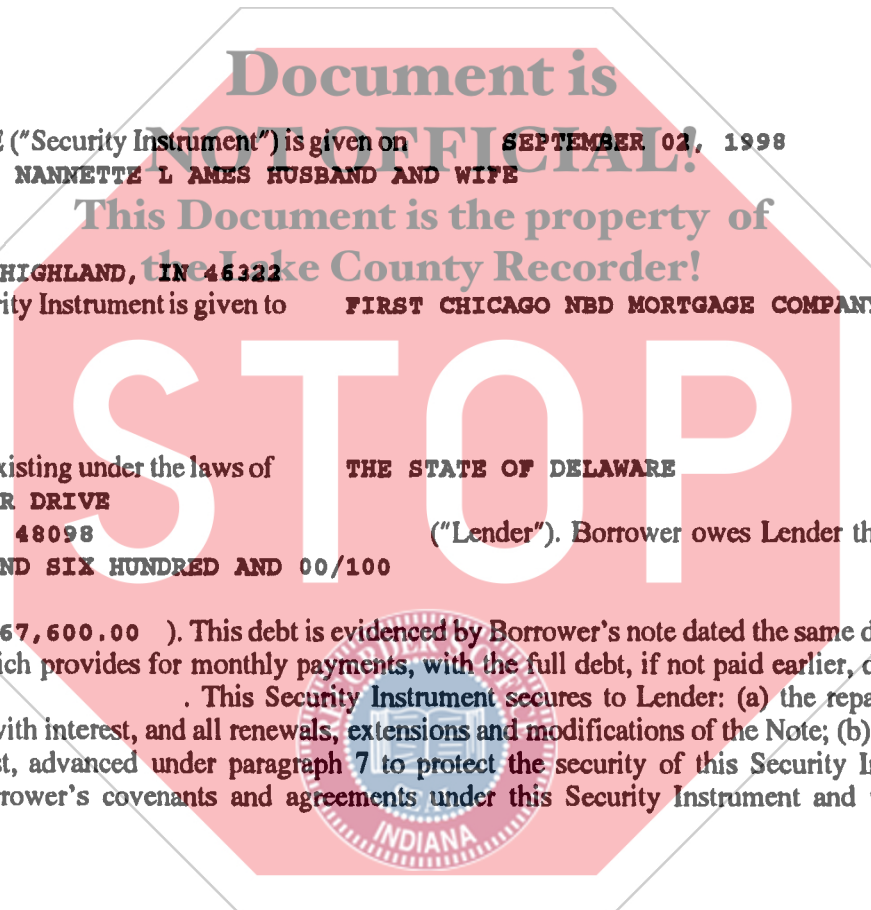 Document is
E ("Security Instrument") is given on SEPTEMBER 02, 1998
NOT OFFICIAL!
NANNETTE L AMES HUSBAND AND WIFE
This Document is the property of
HIGHLAND, IN 46322
the Lake County Recorder!
rity Instrument is given to FIRST CHICAGO NBD MORTGAGE COMPANY
STOP
xisting under the laws of THE STATE OF DELAWARE
R DRIVE
48098 ("Lender"). Borrower owes Lender th
ND SIX HUNDRED AND 00/100
67,600.00 ). This debt is evidenced by Borrower's note dated the same d
ich provides for monthly payments, with the full debt, if not paid earlier, d
. This Security Instrument secures to Lender: (a) the repa
with interest, and all renewals, extensions and modifications of the Note; (b)
st, advanced under paragraph 7 to protect the security of this Security In
rrower's covenants and agreements under this Security Instrument and
INDIANA